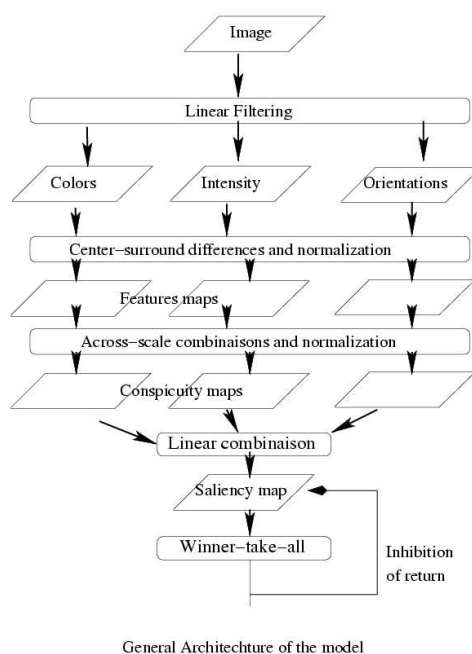 Image
Linear Filtering
Colors
Intensity
Orientations
Center−surround differences and normalization
Features maps
Across−scale combinaisons and normalization
Conspicuity maps
Linear combinaison
Saliency map
Winner−take−all
Inhibition
of return
General Architechture of the model